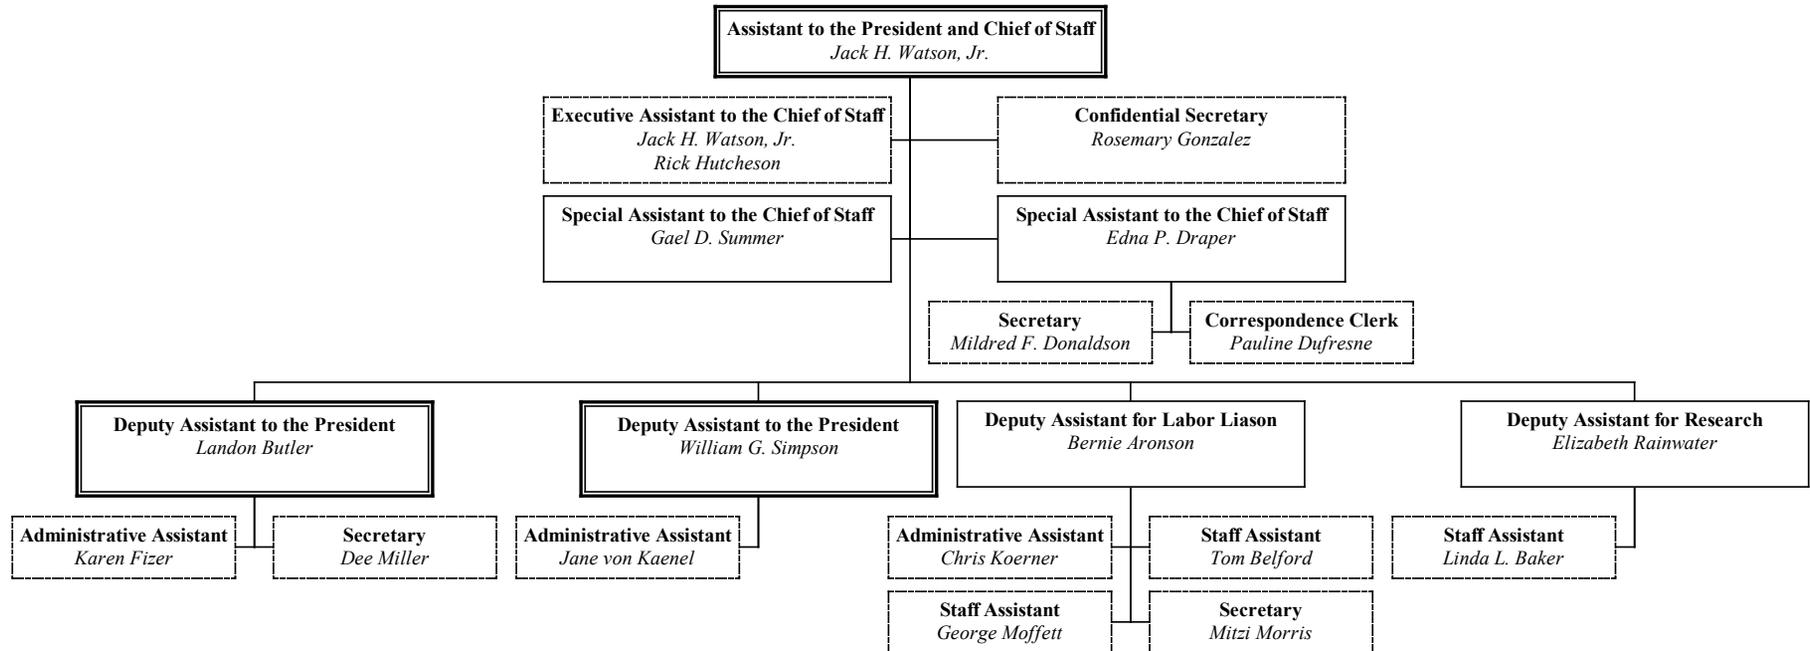 Assistant to the President and Chief of Staff
Jack H. Watson, Jr.
Executive Assistant to the Chief of Staff
Jack H. Watson, Jr.
Rick Hutcheson
Confidential Secretary
Rosemary Gonzalez
Special Assistant to the Chief of Staff
Gael D. Summer
Special Assistant to the Chief of Staff
Edna P. Draper
Secretary
Mildred F. Donaldson
Correspondence Clerk
Pauline Dufresne
Deputy Assistant to the President
Landon Butler
Deputy Assistant to the President
William G. Simpson
Deputy Assistant for Labor Liason
Bernie Aronson
Deputy Assistant for Research
Elizabeth Rainwater
Administrative Assistant
Karen Fizer
Secretary
Dee Miller
Administrative Assistant
Jane von Kaenel
Administrative Assistant
Chris Koerner
Staff Assistant
Tom Belford
Staff Assistant
Linda L. Baker
Staff Assistant
George Moffett
Secretary
Mitzi Morris